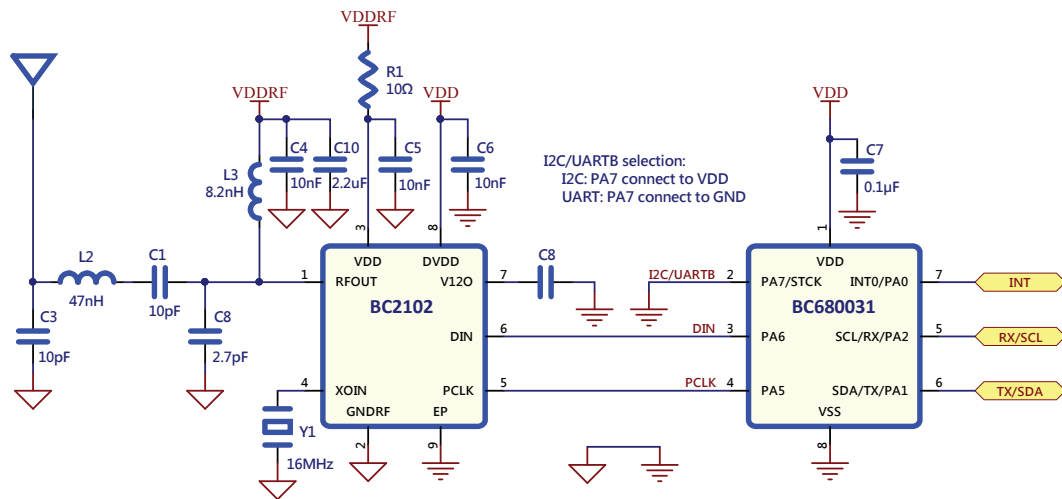 VDDRF
R1
10Ω
VDDRF
VDD
VDD
C4
10nF
C10
2.2uF
C5
10nF
C6
10nF
L3
8.2nH
I2C/UARTB selection:
I2C: PA7 connect to VDD
UART: PA7 connect to GND
C7
0.1μF
3
8
1
VDD
DVDD
VDD
L2
47nH
C1
10pF
1
RFOUT
V12O
7
C8
I2C/UARTB
2
PA7/STCK
INT0/PA0
7
INT
BC2102
BC680031
C3
10pF
C8
2.7pF
DIN
6
DIN
3
PA6
SCL/RX/PA2
5
RX/SCL
4
XOIN
PCLK
5
PCLK
4
PA5
SDA/TX/PA1
6
TX/SDA
GNDRF
EP
VSS
Y1
16MHz
2
9
8